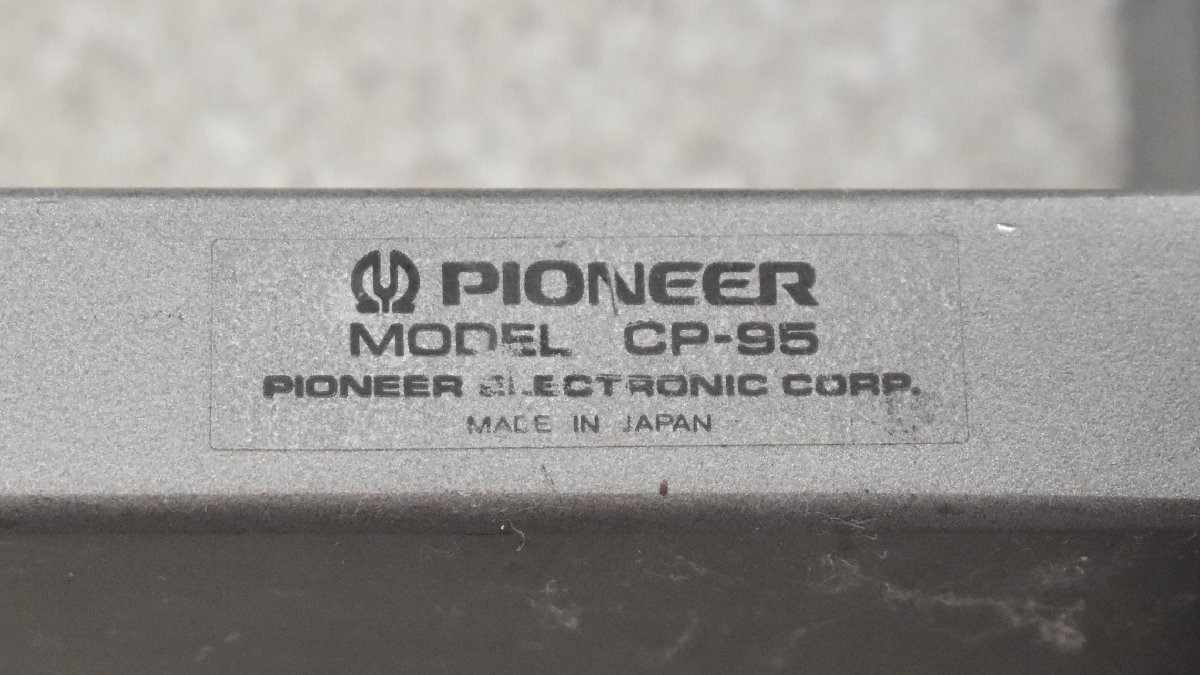 PIONEER
MODEL CP-95
PIONEER ELECTRONIC CORP.
MADE IN JAPAN